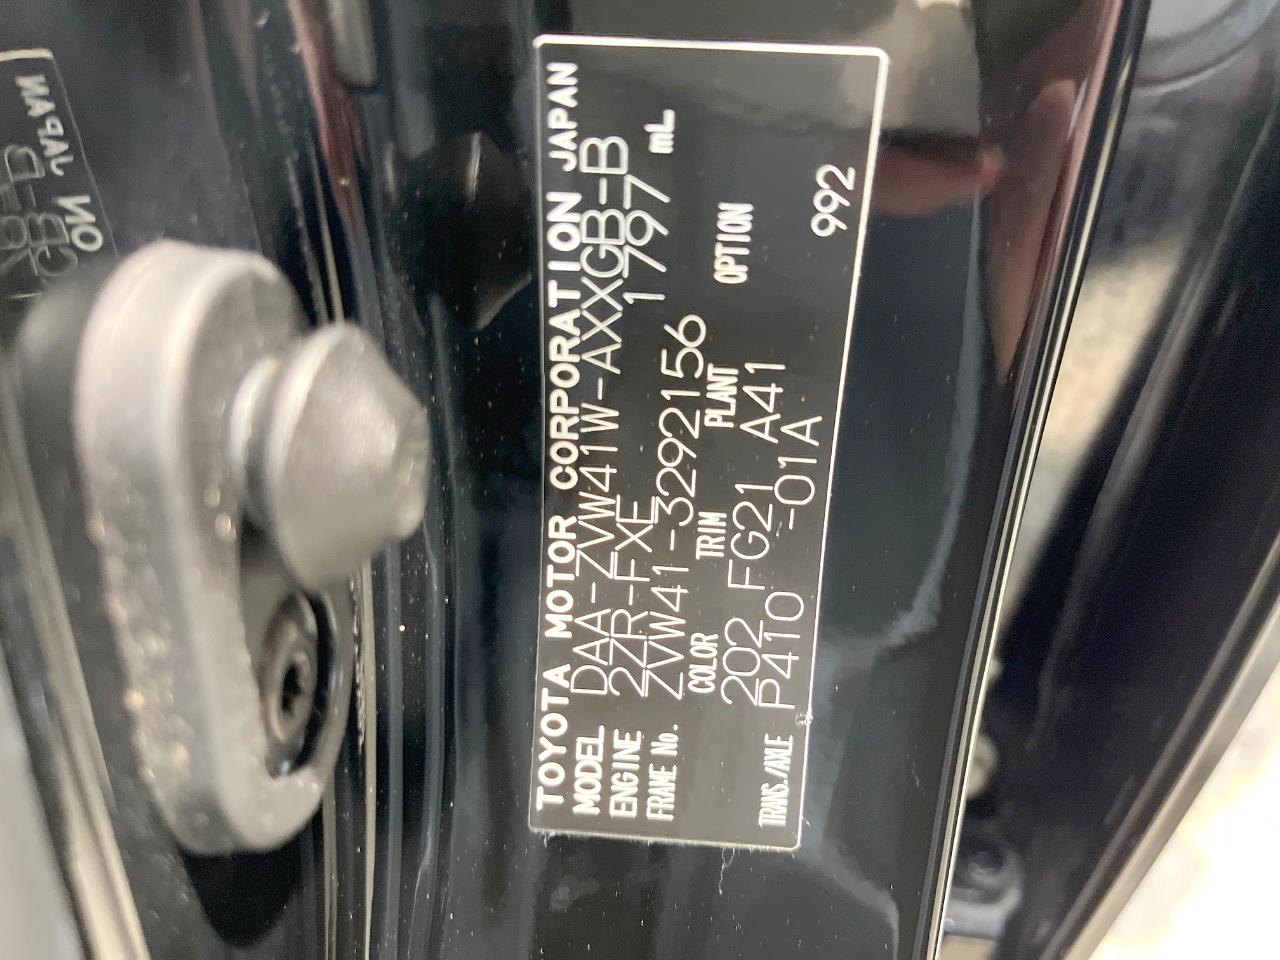 TOYOTA MOTOR CORPORATION JAPAN
MODEL DAA-ZVW41W-AXXGB-B
ENGINE 2ZR-FXE 1797 mL
FRAME No. ZVW41-3292156
COLOR TRIM PLANT OPTION
202 FG21 A41
TRANS./AXLE P410 -01A
992